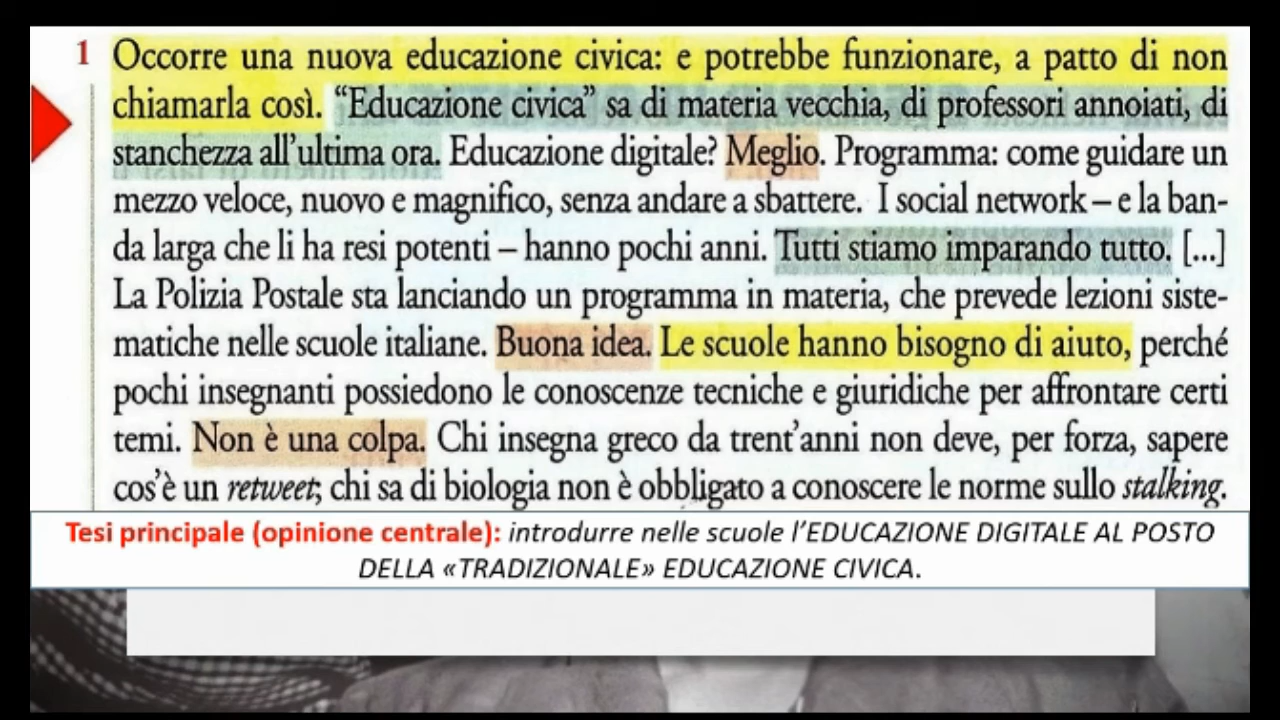 1 Occorre una nuova educazione civica: e potrebbe funzionare, a patto di non
chiamarla così. “Educazione civica” sa di materia vecchia, di professori annoiati, di
stanchezza all’ultima ora. Educazione digitale? Meglio. Programma: come guidare un
mezzo veloce, nuovo e magnifico, senza andare a sbattere. I social network – e la ban-
da larga che li ha resi potenti – hanno pochi anni. Tutti stiamo imparando tutto. [...]
La Polizia Postale sta lanciando un programma in materia, che prevede lezioni siste-
matiche nelle scuole italiane. Buona idea. Le scuole hanno bisogno di aiuto, perché
pochi insegnanti possiedono le conoscenze tecniche e giuridiche per affrontare certi
temi. Non è una colpa. Chi insegna greco da trent’anni non deve, per forza, sapere
cos’è un retweet; chi sa di biologia non è obbligato a conoscere le norme sullo stalking.
Tesi principale (opinione centrale): introdurre nelle scuole l’EDUCAZIONE DIGITALE AL POSTO
DELLA «TRADIZIONALE» EDUCAZIONE CIVICA.